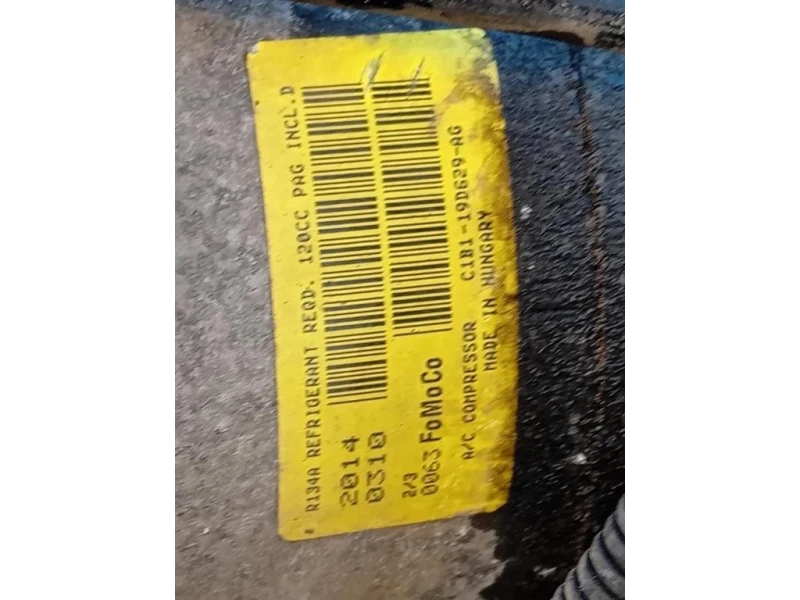 R134A REFRIGERANT REQD. 120CC PAG INCL.D
2014
0310
2/3
0063 FoMoCo
A/C COMPRESSOR C1B1-19D629-AG
MADE IN HUNGARY